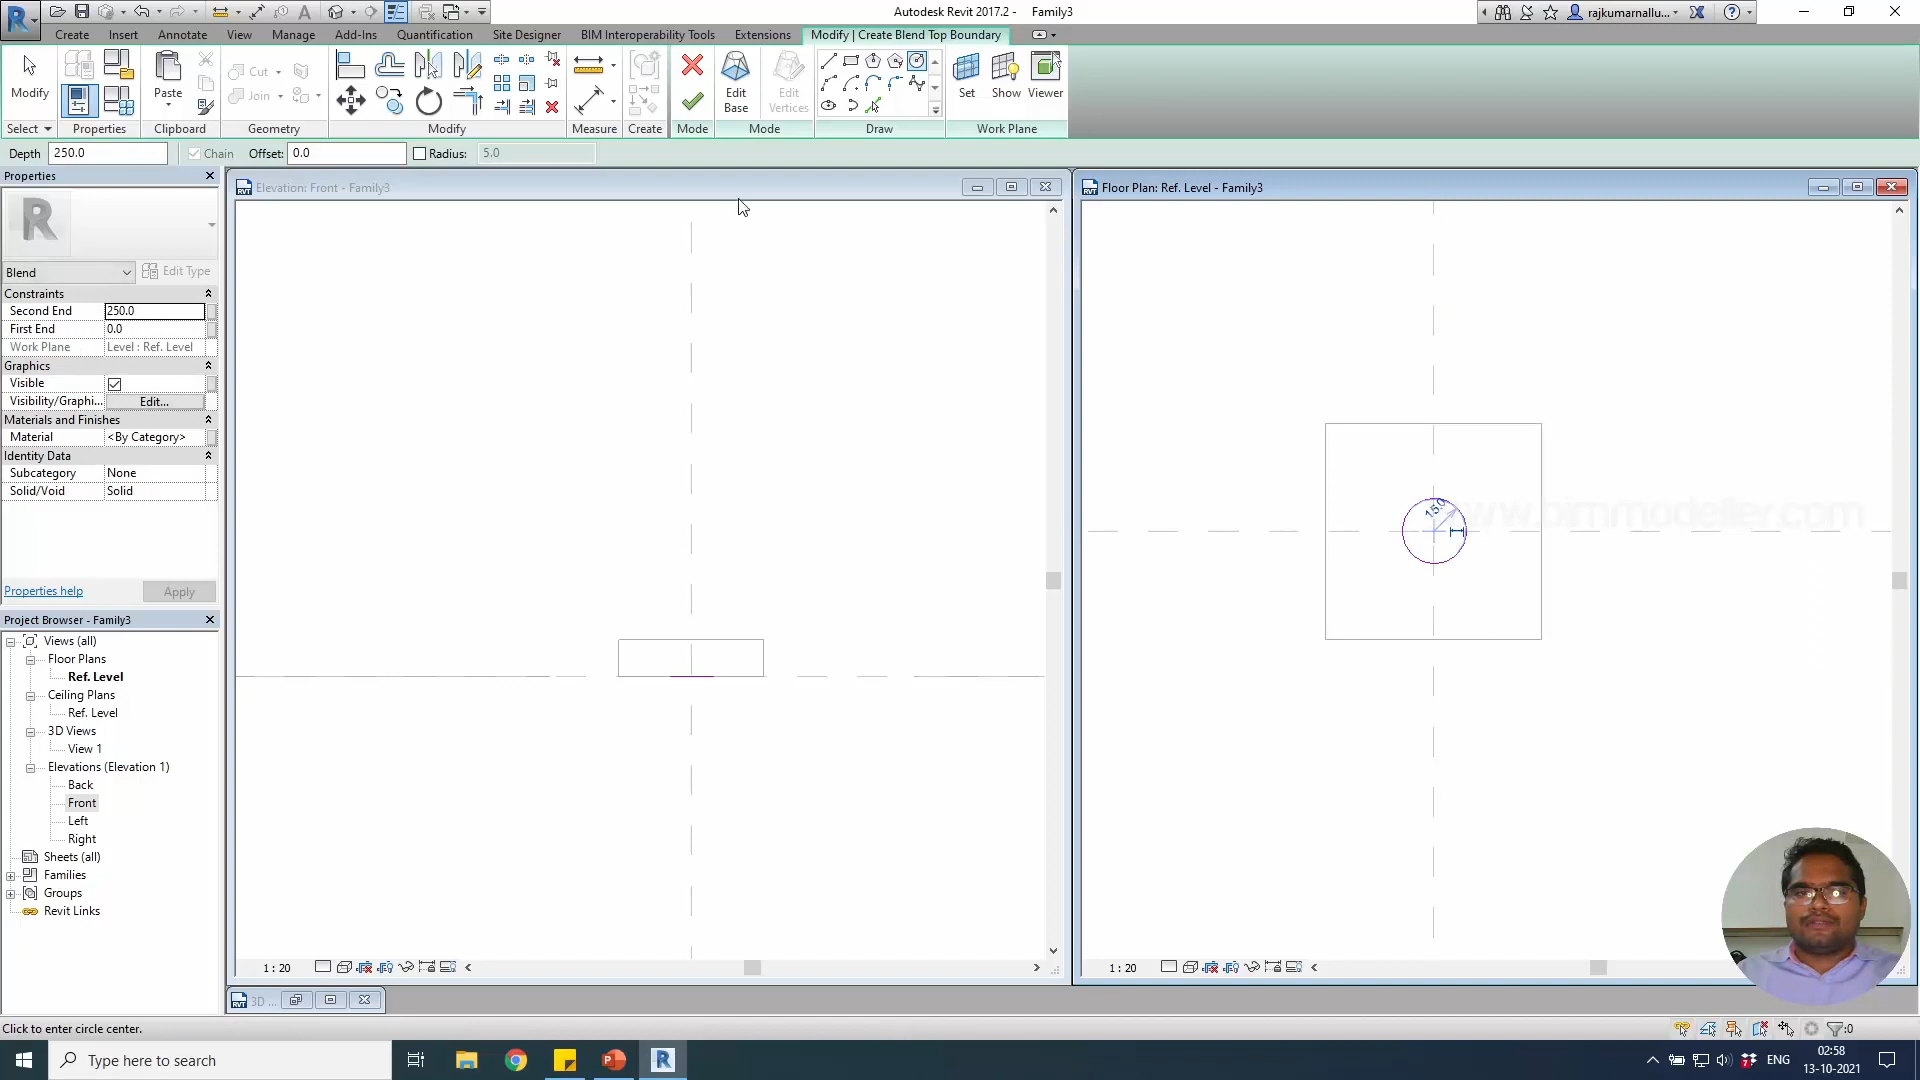 Autodesk Revit 2017.2 - Family3
rajkumarnallu...
Create Insert Annotate View Manage Add-Ins Quantification Site Designer BIM Interoperability Tools Extensions Modify | Create Blend Top Boundary
Modify Paste Cut Join Edit Base Edit Vertices Set Show Viewer
Select Properties Clipboard Geometry Modify Measure Create Mode Mode Draw Work Plane
Depth 250.0 Chain Offset: 0.0 Radius: 5.0
Properties
Blend Edit Type
Constraints
Second End 250.0
First End 0.0
Work Plane Level : Ref. Level
Graphics
Visible
Visibility/Graphi... Edit...
Materials and Finishes
Material <By Category>
Identity Data
Subcategory None
Solid/Void Solid
Properties help Apply
Project Browser - Family3
Views (all)
Floor Plans
Ref. Level
Ceiling Plans
Ref. Level
3D Views
View 1
Elevations (Elevation 1)
Back
Front
Left
Right
Sheets (all)
Families
Groups
Revit Links
Elevation: Front - Family3
1 : 20
3D ...
Floor Plan: Ref. Level - Family3
15.0
www.bimmodeller.com
1 : 20
Click to enter circle center.
:0
Type here to search
ENG
02:58
13-10-2021